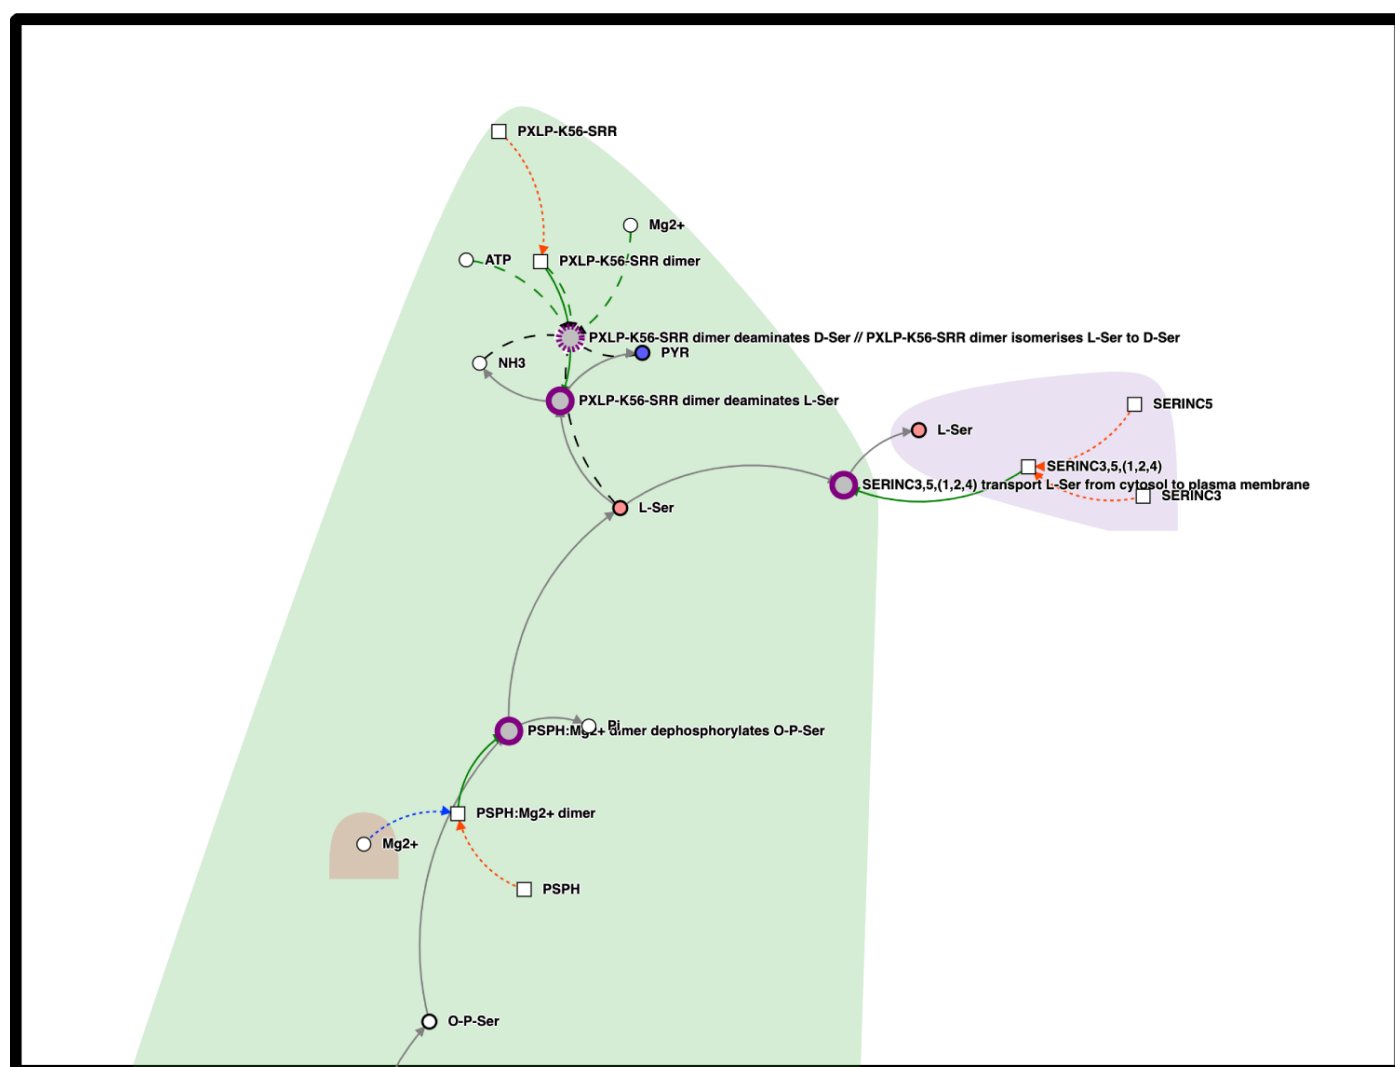 PXLP-K56-SRR
Mg2+
ATP
PXLP-K56-SRR dimer
PXLP-K56-SRR dimer deaminates D-Ser // PXLP-K56-SRR dimer isomerises L-Ser to D-Ser
PYR
NH3
PXLP-K56-SRR dimer deaminates L-Ser
SERINC5
L-Ser
SERINC3,5,(1,2,4)
SERINC3,5,(1,2,4) transport L-Ser from cytosol to plasma membrane
SERINC3
L-Ser
Pi
PSPH:Mg2+ dimer dephosphorylates O-P-Ser
PSPH:Mg2+ dimer
Mg2+
PSPH
O-P-Ser